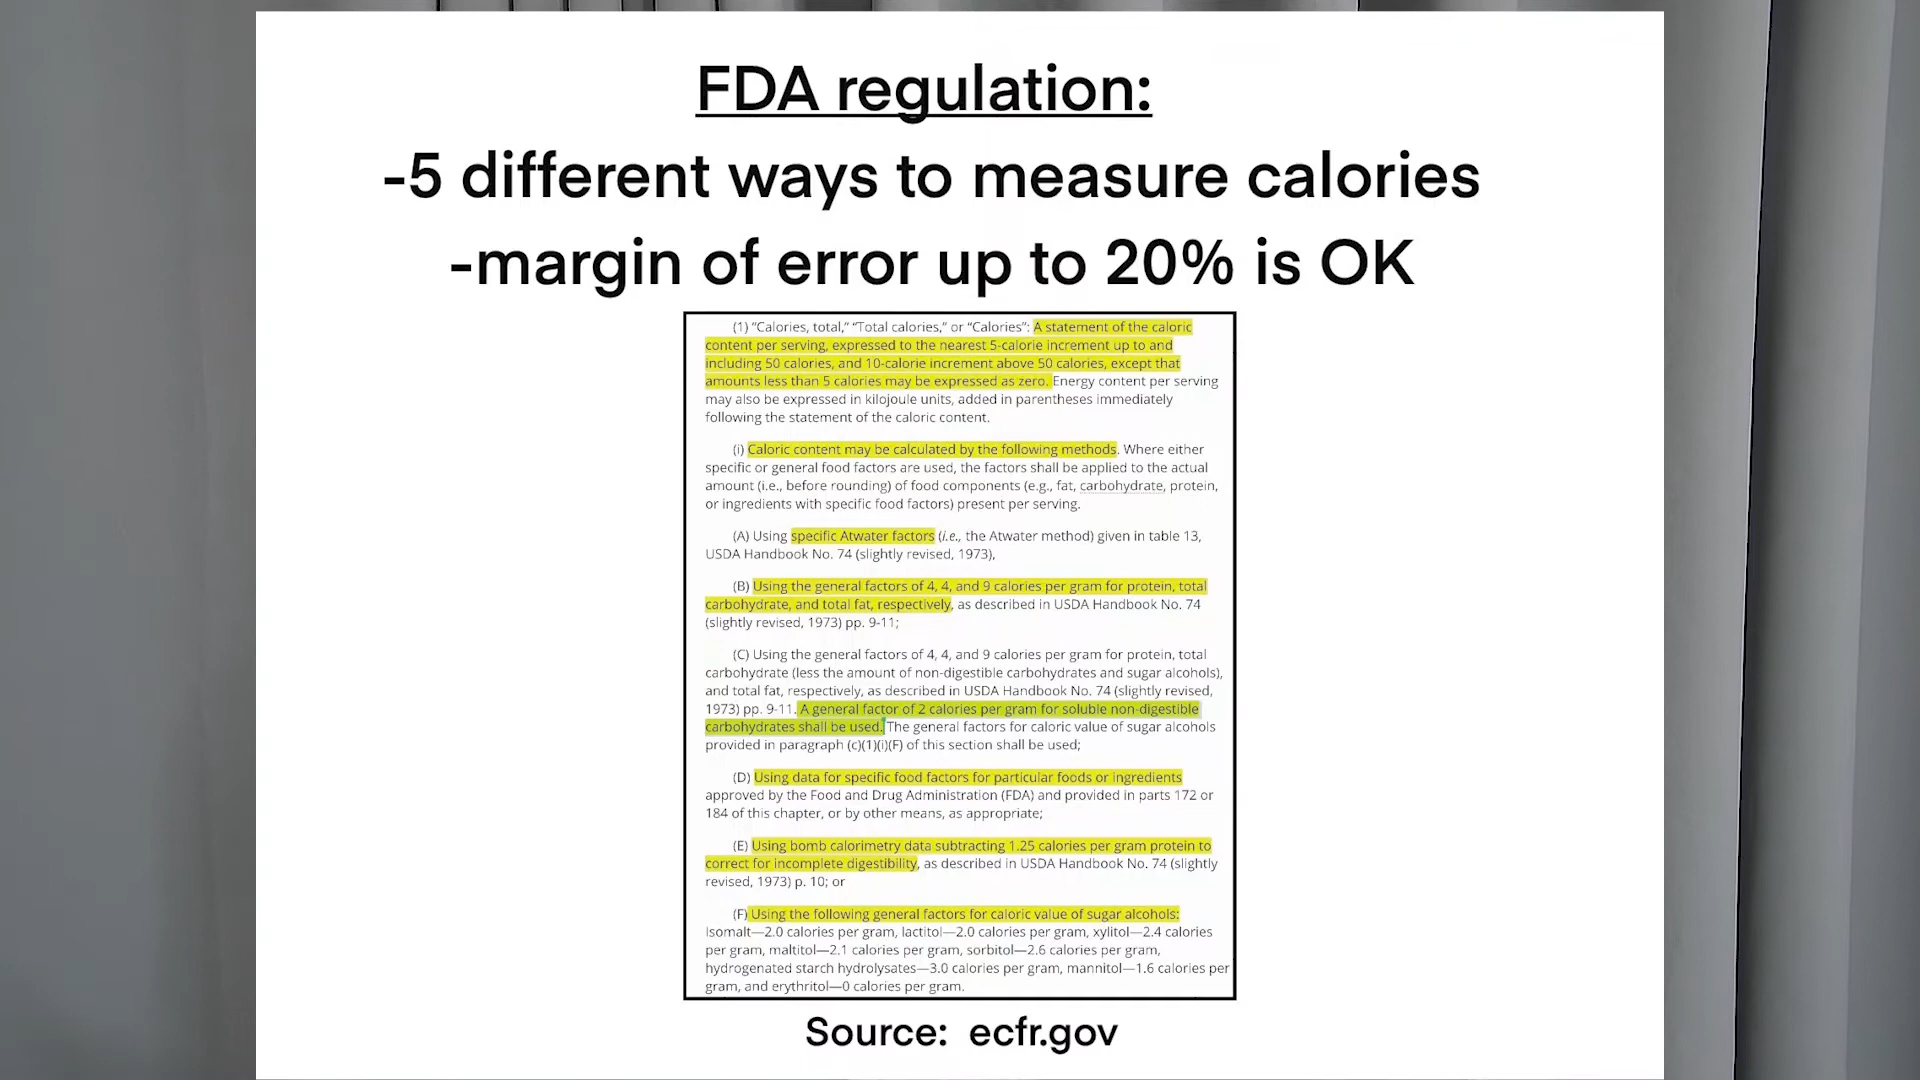 FDA regulation:
-5 different ways to measure calories
-margin of error up to 20% is OK
(1) “Calories, total,” “Total calories,” or “Calories”: A statement of the caloric
content per serving, expressed to the nearest 5-calorie increment up to and
including 50 calories, and 10-calorie increment above 50 calories, except that
amounts less than 5 calories may be expressed as zero. Energy content per serving
may also be expressed in kilojoule units, added in parentheses immediately
following the statement of the caloric content.
(i) Caloric content may be calculated by the following methods. Where either
specific or general food factors are used, the factors shall be applied to the actual
amount (i.e., before rounding) of food components (e.g., fat, carbohydrate, protein,
or ingredients with specific food factors) present per serving.
(A) Using specific Atwater factors (i.e., the Atwater method) given in table 13,
USDA Handbook No. 74 (slightly revised, 1973),
(B) Using the general factors of 4, 4, and 9 calories per gram for protein, total
carbohydrate, and total fat, respectively, as described in USDA Handbook No. 74
(slightly revised, 1973) pp. 9-11;
(C) Using the general factors of 4, 4, and 9 calories per gram for protein, total
carbohydrate (less the amount of non-digestible carbohydrates and sugar alcohols),
and total fat, respectively, as described in USDA Handbook No. 74 (slightly revised,
1973) pp. 9-11. A general factor of 2 calories per gram for soluble non-digestible
carbohydrates shall be used. The general factors for caloric value of sugar alcohols
provided in paragraph (c)(1)(i)(F) of this section shall be used;
(D) Using data for specific food factors for particular foods or ingredients
approved by the Food and Drug Administration (FDA) and provided in parts 172 or
184 of this chapter, or by other means, as appropriate;
(E) Using bomb calorimetry data subtracting 1.25 calories per gram protein to
correct for incomplete digestibility, as described in USDA Handbook No. 74 (slightly
revised, 1973) p. 10; or
(F) Using the following general factors for caloric value of sugar alcohols:
Isomalt—2.0 calories per gram, lactitol—2.0 calories per gram, xylitol—2.4 calories
per gram, maltitol—2.1 calories per gram, sorbitol—2.6 calories per gram,
hydrogenated starch hydrolysates—3.0 calories per gram, mannitol—1.6 calories per
gram, and erythritol—0 calories per gram.
Source: ecfr.gov